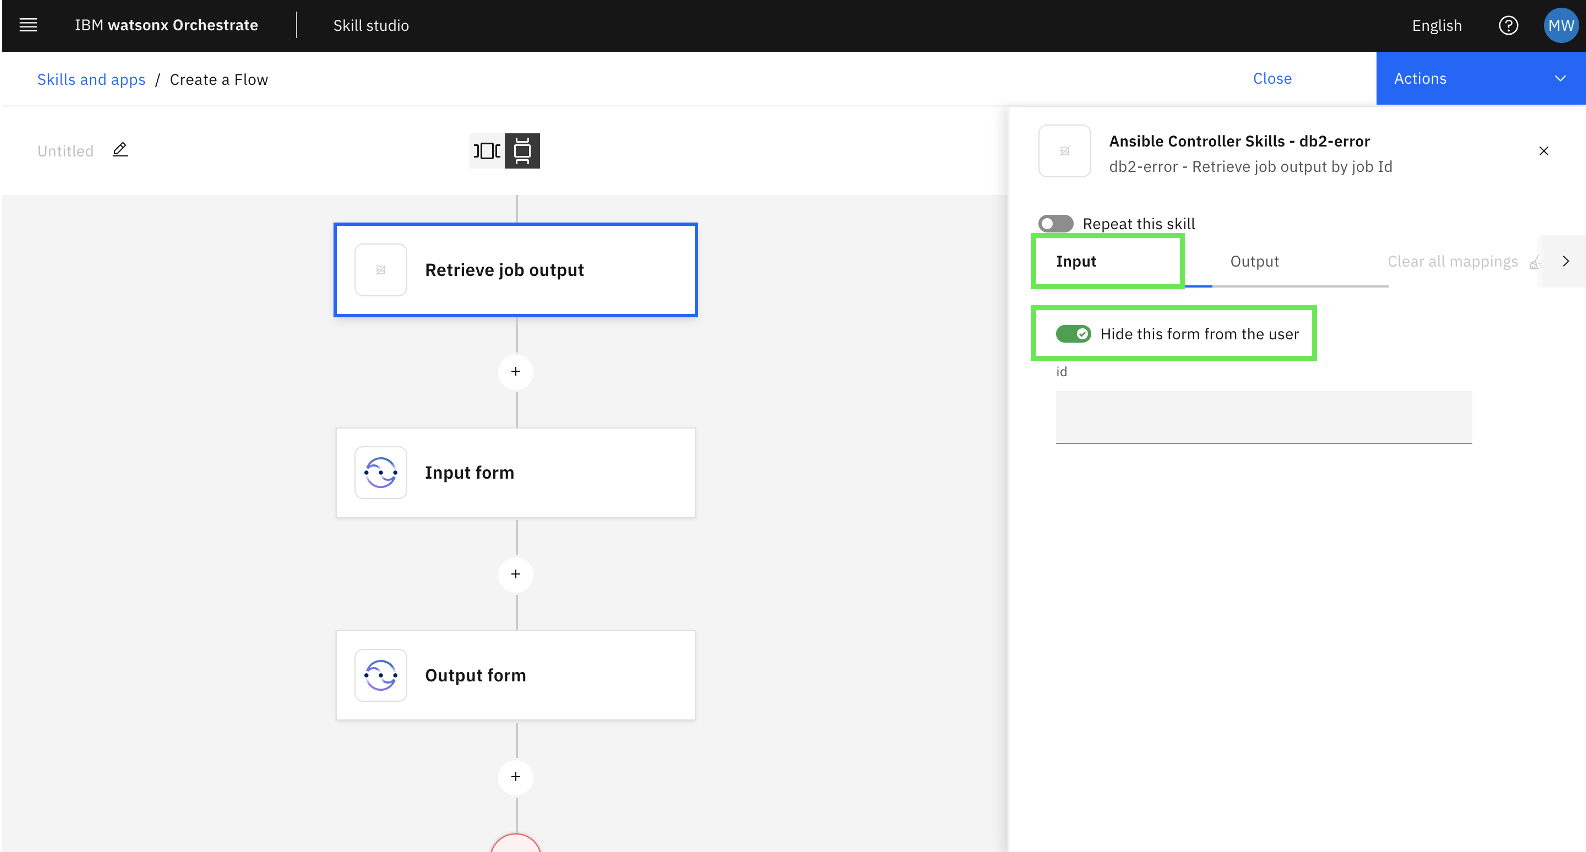 IBM watsonx Orchestrate
Skill studio
English
MW
Skills and apps / Create a Flow
Close
Actions
Untitled
Ansible Controller Skills - db2-error
db2-error - Retrieve job output by job Id
Repeat this skill
Input
Output
Clear all mappings
Hide this form from the user
id
Retrieve job output
Input form
Output form